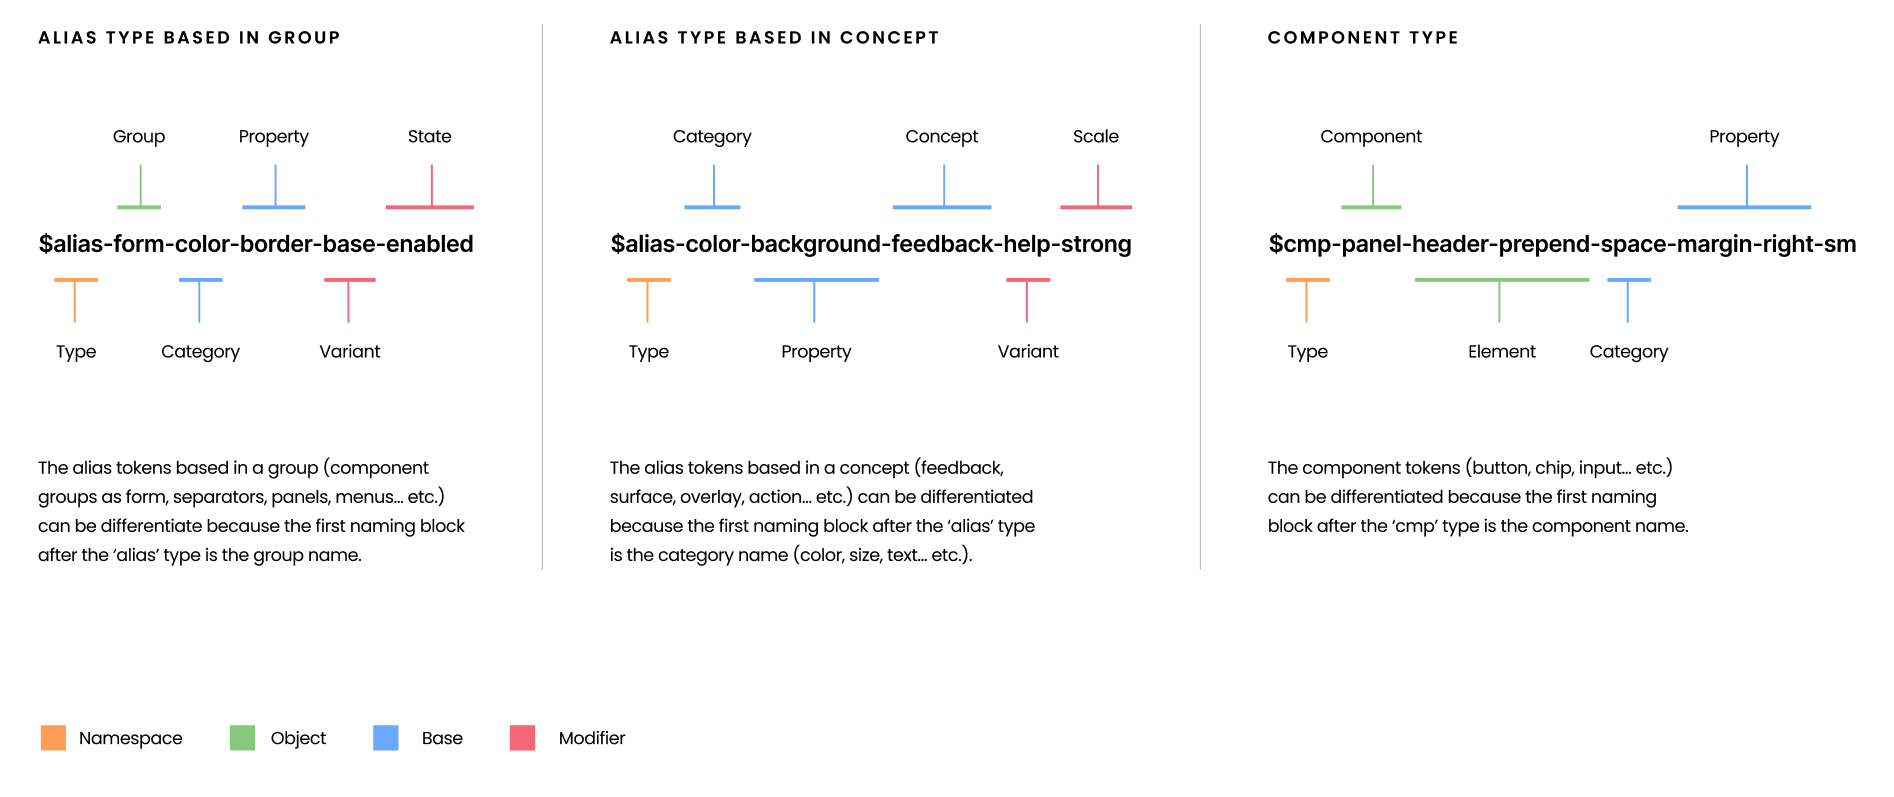 ALIAS TYPE BASED IN GROUP
Group Property State
$alias-form-color-border-base-enabled
Type Category Variant
The alias tokens based in a group (component
groups as form, separators, panels, menus... etc.)
can be differentiate because the first naming block
after the ‘alias’ type is the group name.
ALIAS TYPE BASED IN CONCEPT
Category Concept Scale
$alias-color-background-feedback-help-strong
Type Property Variant
The alias tokens based in a concept (feedback,
surface, overlay, action... etc.) can be differentiated
because the first naming block after the ‘alias’ type
is the category name (color, size, text... etc.).
COMPONENT TYPE
Component Property
$cmp-panel-header-prepend-space-margin-right-sm
Type Element Category
The component tokens (button, chip, input... etc.)
can be differentiated because the first naming
block after the ‘cmp’ type is the component name.
Namespace Object Base Modifier